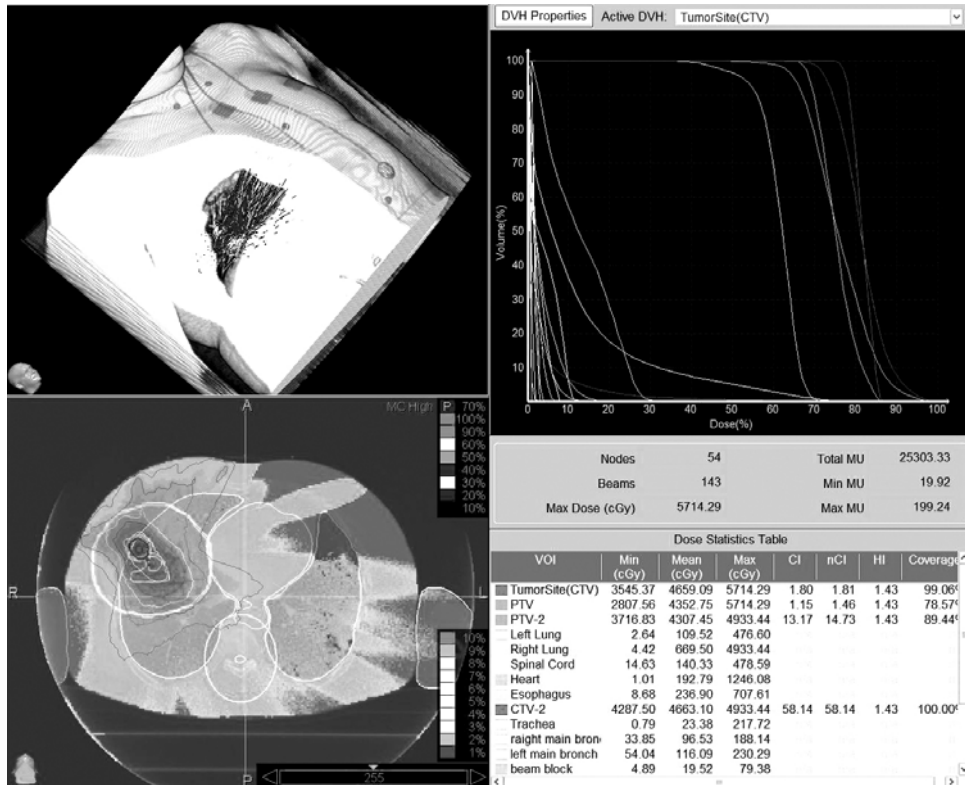 DVH Properties Active DVH: TumorSite(CTV)
100
90
80
70
60
50
40
30
20
10
Volume(%)
0 10 20 30 40 50 60 70 80 90 100
Dose(%)
A
MC High P 70%
100%
90%
60%
50%
40%
30%
20%
10%
R L
10%
9%
8%
7%
6%
5%
4%
3%
2%
1%
P
255
Nodes 54 Total MU 25303.33
Beams 143 Min MU 19.92
Max Dose (cGy) 5714.29 Max MU 199.24
Dose Statistics Table
VOI Min (cGy) Mean (cGy) Max (cGy) CI nCI HI Coverage
TumorSite(CTV) 3545.37 4659.09 5714.29 1.80 1.81 1.43 99.06%
PTV 2807.56 4352.75 5714.29 1.15 1.46 1.43 78.57%
PTV-2 3716.83 4307.45 4933.44 13.17 14.73 1.43 89.44%
Left Lung 2.64 109.52 476.60
Right Lung 4.42 669.50 4933.44
Spinal Cord 14.63 140.33 478.59
Heart 1.01 192.79 1246.08
Esophagus 8.68 236.90 707.61
CTV-2 4287.50 4663.10 4933.44 58.14 58.14 1.43 100.00%
Trachea 0.79 23.38 217.72
raight main bron 33.85 96.53 188.14
left main bronch 54.04 116.09 230.29
beam block 4.89 19.52 79.38